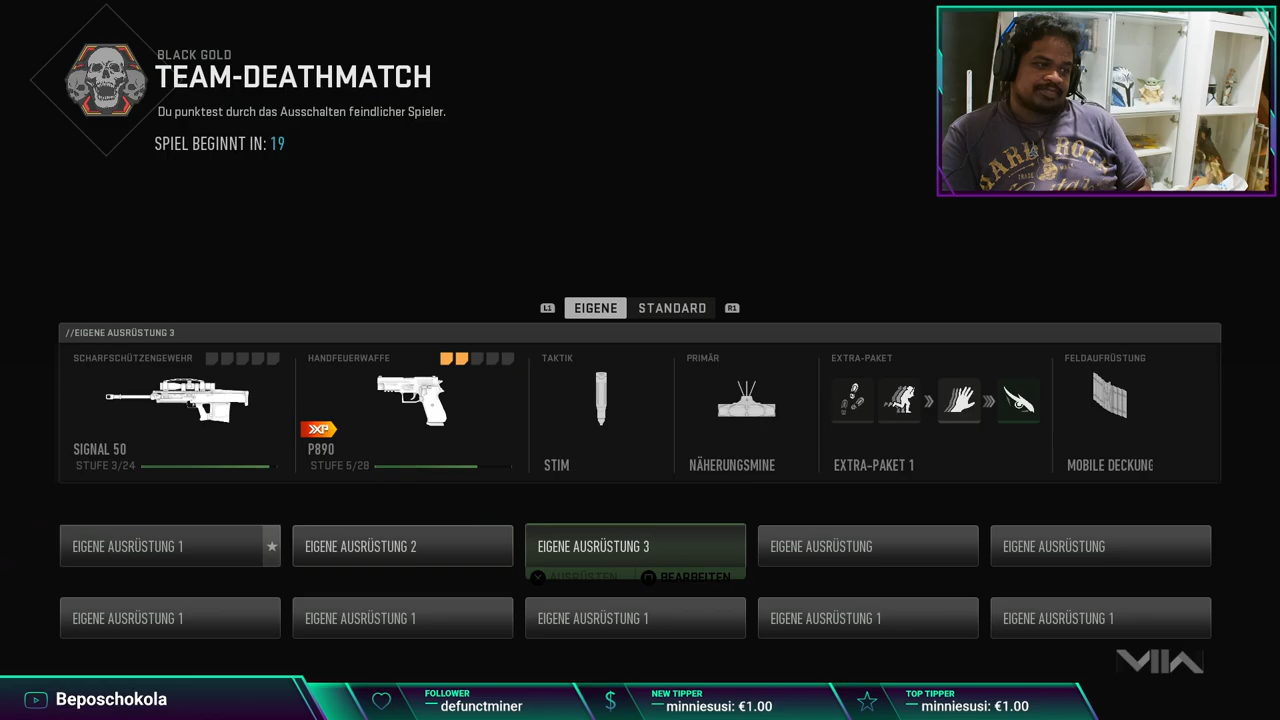 BLACK GOLD
TEAM-DEATHMATCH
Du punktest durch das Ausschalten feindlicher Spieler.
SPIEL BEGINNT IN: 19
HARD ROCK
L1 EIGENE STANDARD R1
//EIGENE AUSRÜSTUNG 3
SCHARFSCHÜTZENGEWEHR
HANDFEUERWAFFE
TAKTIK
PRIMÄR
EXTRA-PAKET
FELDAUFRÜSTUNG
XP
SIGNAL 50
STUFE 3/24
P890
STUFE 5/28
STIM
NÄHERUNGSMINE
EXTRA-PAKET 1
MOBILE DECKUNG
EIGENE AUSRÜSTUNG 1
EIGENE AUSRÜSTUNG 2
EIGENE AUSRÜSTUNG 3
EIGENE AUSRÜSTUNG
EIGENE AUSRÜSTUNG
AUSRÜSTEN
BEARBEITEN
EIGENE AUSRÜSTUNG 1
EIGENE AUSRÜSTUNG 1
EIGENE AUSRÜSTUNG 1
EIGENE AUSRÜSTUNG 1
EIGENE AUSRÜSTUNG 1
Beposchokola
FOLLOWER
defunctminer
$
NEW TIPPER
minniesusi: €1.00
TOP TIPPER
minniesusi: €1.00